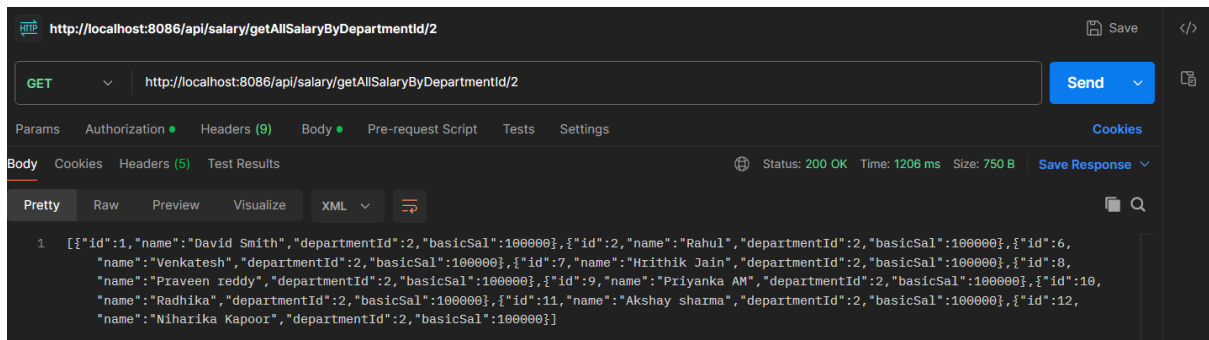 HTTP http://localhost:8086/api/salary/getAllSalaryByDepartmentId/2 Save </>
GET http://localhost:8086/api/salary/getAllSalaryByDepartmentId/2 Send
Params Authorization Headers (9) Body Pre-request Script Tests Settings Cookies
Body Cookies Headers (5) Test Results Status: 200 OK Time: 1206 ms Size: 750 B Save Response
Pretty Raw Preview Visualize XML
1 [{"id":1,"name":"David Smith","departmentId":2,"basicSal":100000},{"id":2,"name":"Rahul","departmentId":2,"basicSal":100000},{"id":6,
"name":"Venkatesh","departmentId":2,"basicSal":100000},{"id":7,"name":"Hrithik Jain","departmentId":2,"basicSal":100000},{"id":8,
"name":"Praveen reddy","departmentId":2,"basicSal":100000},{"id":9,"name":"Priyanka AM","departmentId":2,"basicSal":100000},{"id":10,
"name":"Radhika","departmentId":2,"basicSal":100000},{"id":11,"name":"Akshay sharma","departmentId":2,"basicSal":100000},{"id":12,
"name":"Niharika Kapoor","departmentId":2,"basicSal":100000}]